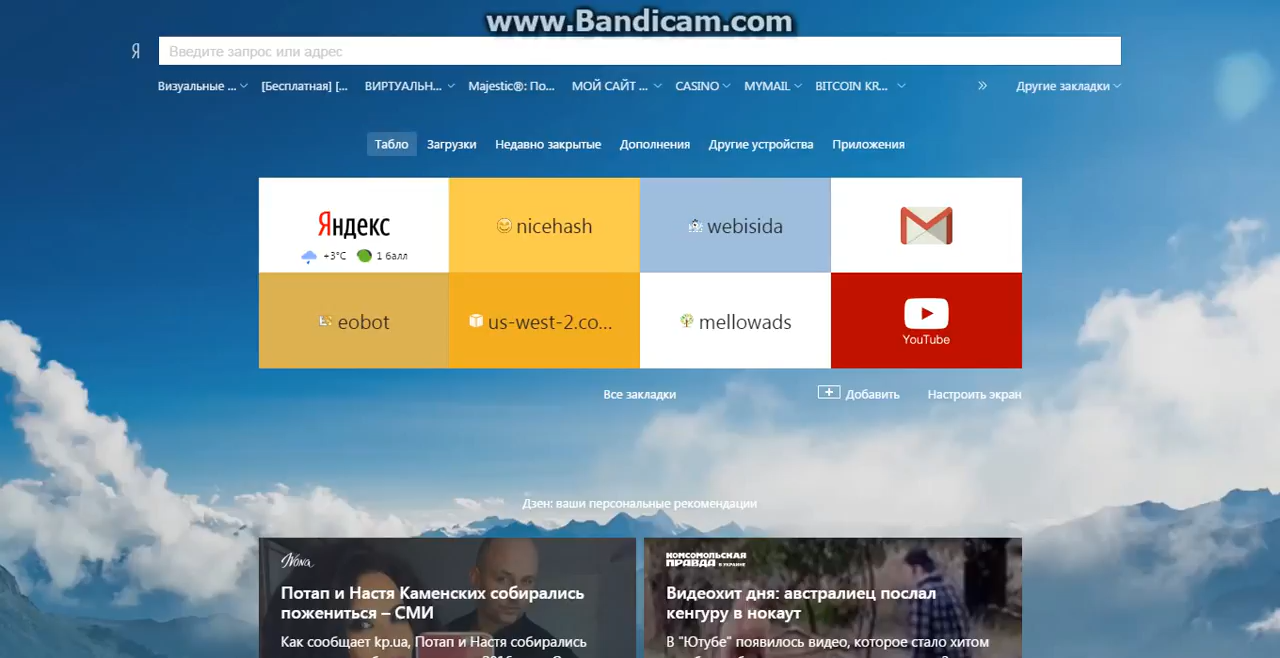 www.Bandicam.com
Я Введите запрос или адрес
Визуальные ... [Бесплатная] [... ВИРТУАЛЬН... Majestic®: По... МОЙ САЙТ ... CASINO MYMAIL BITCOIN KR... » Другие закладки
Табло Загрузки Недавно закрытые Дополнения Другие устройства Приложения
Яндекс
+3°C 1 балл
nicehash
webisida
eobot
us-west-2.co...
mellowads
YouTube
Все закладки Добавить Настроить экран
Дзен: ваши персональные рекомендации
Потап и Настя Каменских собирались
пожениться – СМИ
Как сообщает kp.ua, Потап и Настя собирались
КОМСОМОЛЬСКАЯ
ПРАВДА В УКРАИНЕ
Видеохит дня: австралиец послал
кенгуру в нокаут
В "Ютубе" появилось видео, которое стало хитом